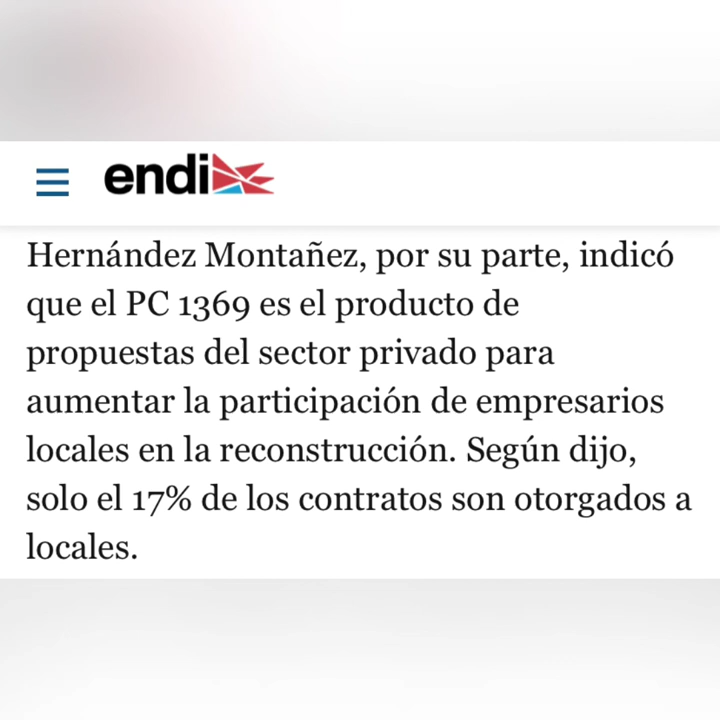 endi
Hernández Montañez, por su parte, indicó
que el PC 1369 es el producto de
propuestas del sector privado para
aumentar la participación de empresarios
locales en la reconstrucción. Según dijo,
solo el 17% de los contratos son otorgados a
locales.